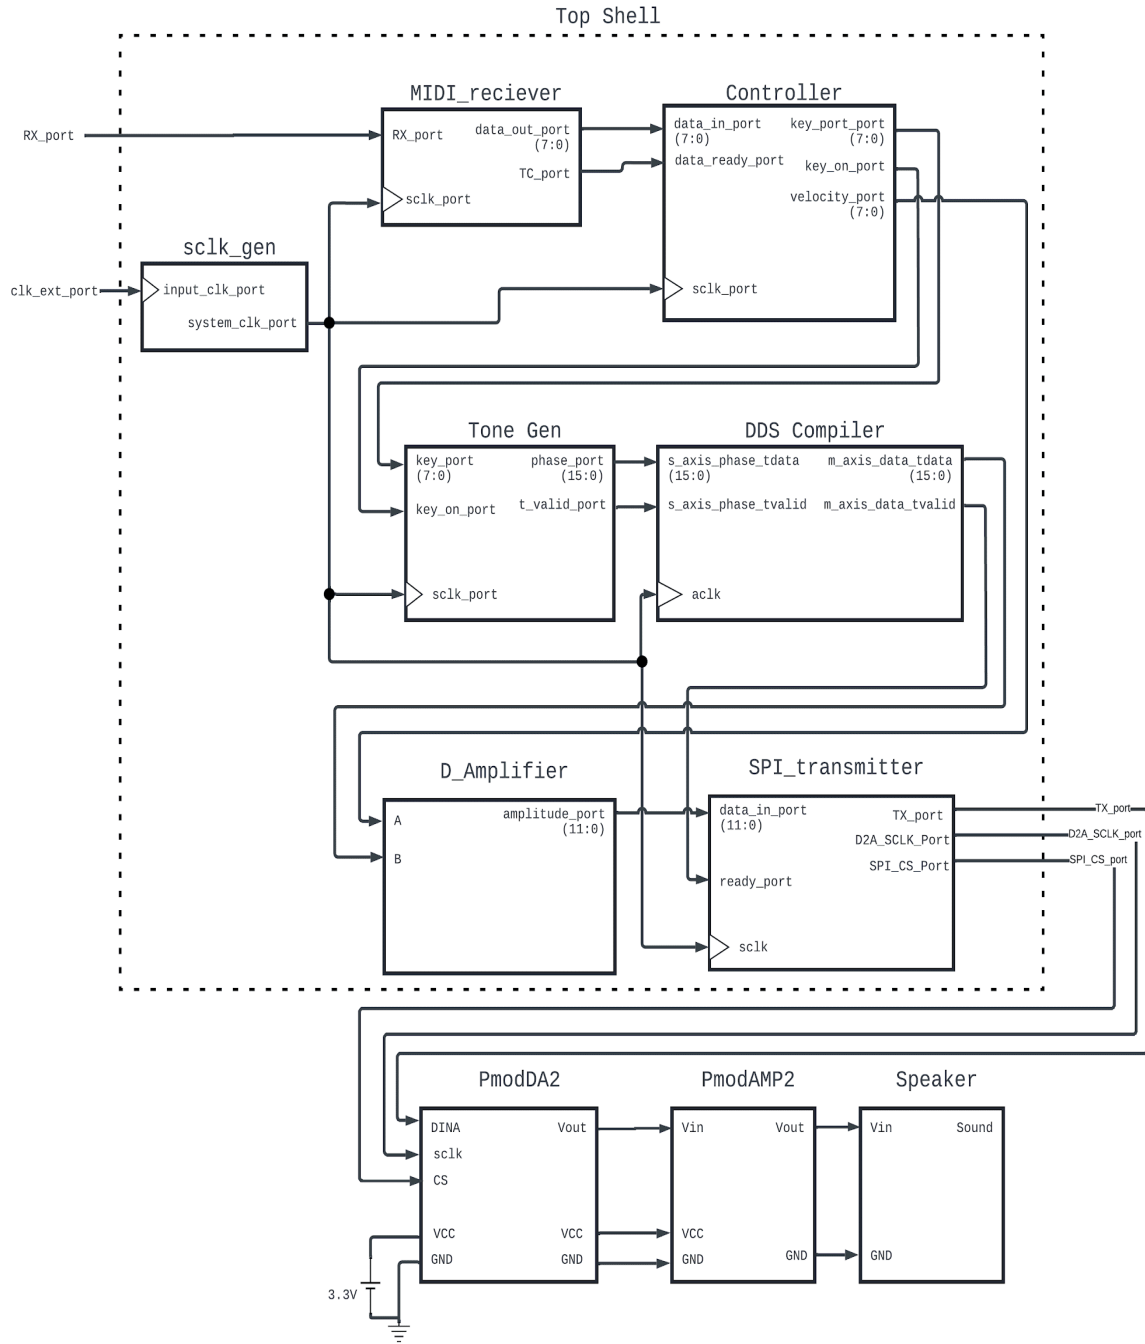 Top Shell
MIDI_reciever
Controller
RX_port
RX_port
data_out_port
(7:0)
TC_port
sclk_port
data_in_port
(7:0)
data_ready_port
key_port_port
(7:0)
key_on_port
velocity_port
(7:0)
sclk_port
sclk_gen
clk_ext_port
input_clk_port
system_clk_port
Tone Gen
DDS Compiler
key_port
(7:0)
key_on_port
phase_port
(15:0)
t_valid_port
sclk_port
s_axis_phase_tdata
(15:0)
s_axis_phase_tvalid
m_axis_data_tdata
(15:0)
m_axis_data_tvalid
aclk
D_Amplifier
SPI_transmitter
A
B
amplitude_port
(11:0)
data_in_port
(11:0)
ready_port
sclk
TX_port
D2A_SCLK_Port
SPI_CS_Port
TX_port
D2A_SCLK_port
SPI_CS_port
PmodDA2
PmodAMP2
Speaker
DINA
sclk
CS
VCC
GND
Vout
VCC
GND
Vin
VCC
GND
Vout
GND
Vin
Sound
GND
3.3V